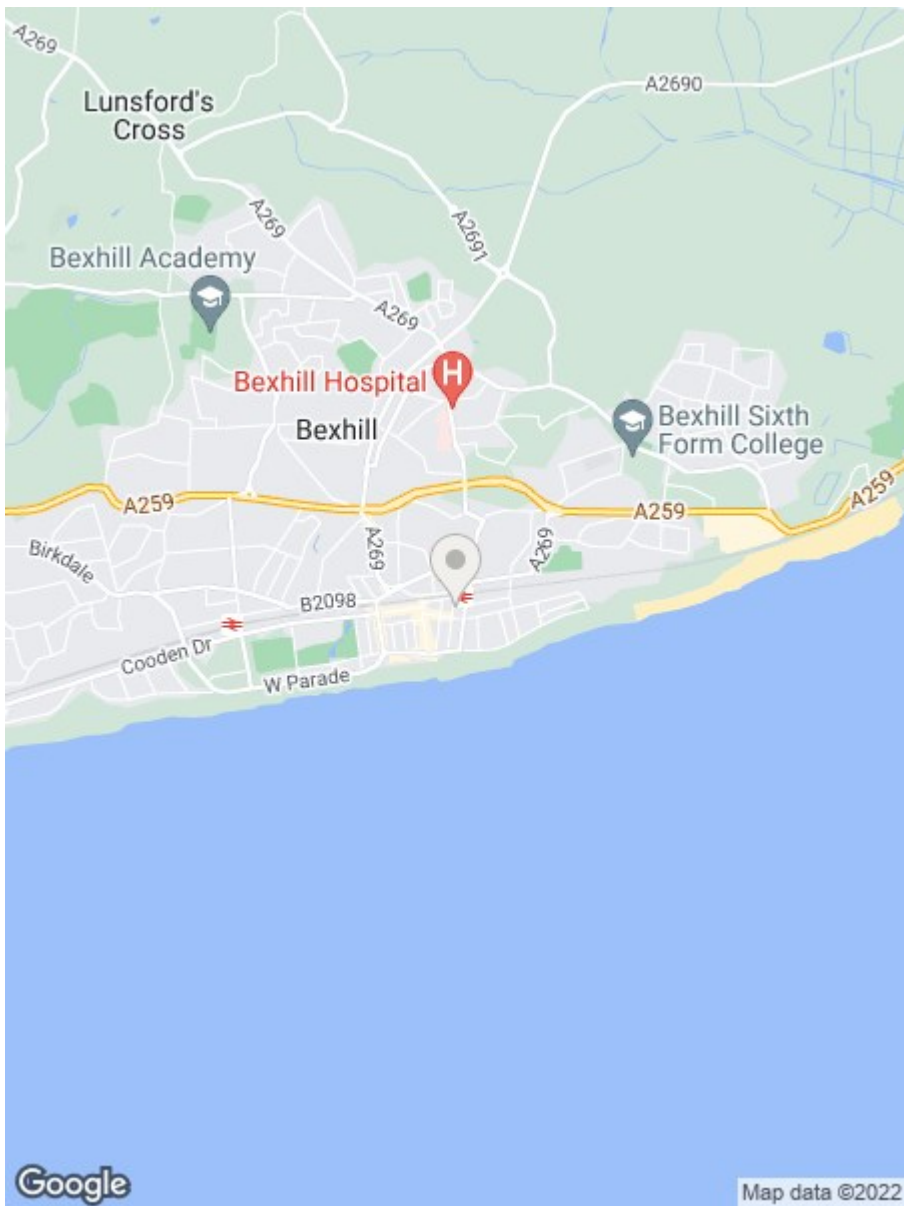 A269
A2690
Lunsford's
Cross
A269
A2691
Bexhill Academy
A269
H
Bexhill Hospital
Bexhill
Bexhill Sixth
Form College
A259
A259
A259
A269
A269
Birkdale
B2098
Cooden Dr
W Parade
Google
Map data ©2022